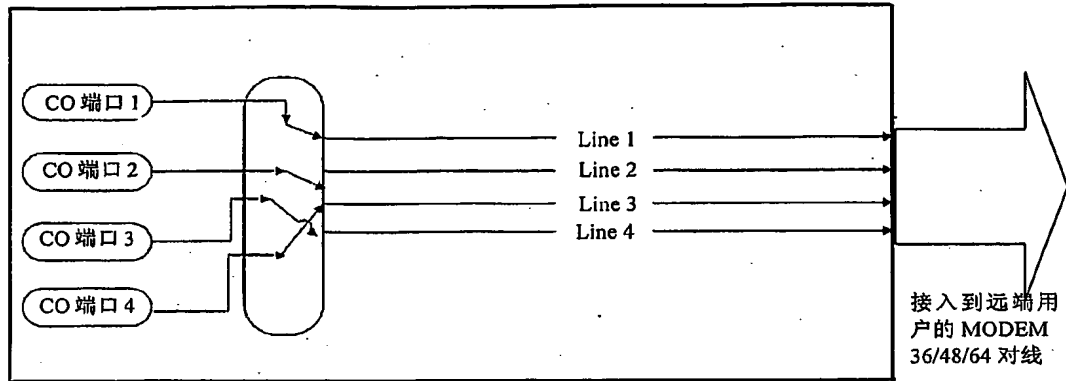 CO 端口 1
CO 端口 2
CO 端口 3
CO 端口 4
Line 1
Line 2
Line 3
Line 4
接入到远端用
户的 MODEM
36/48/64 对线